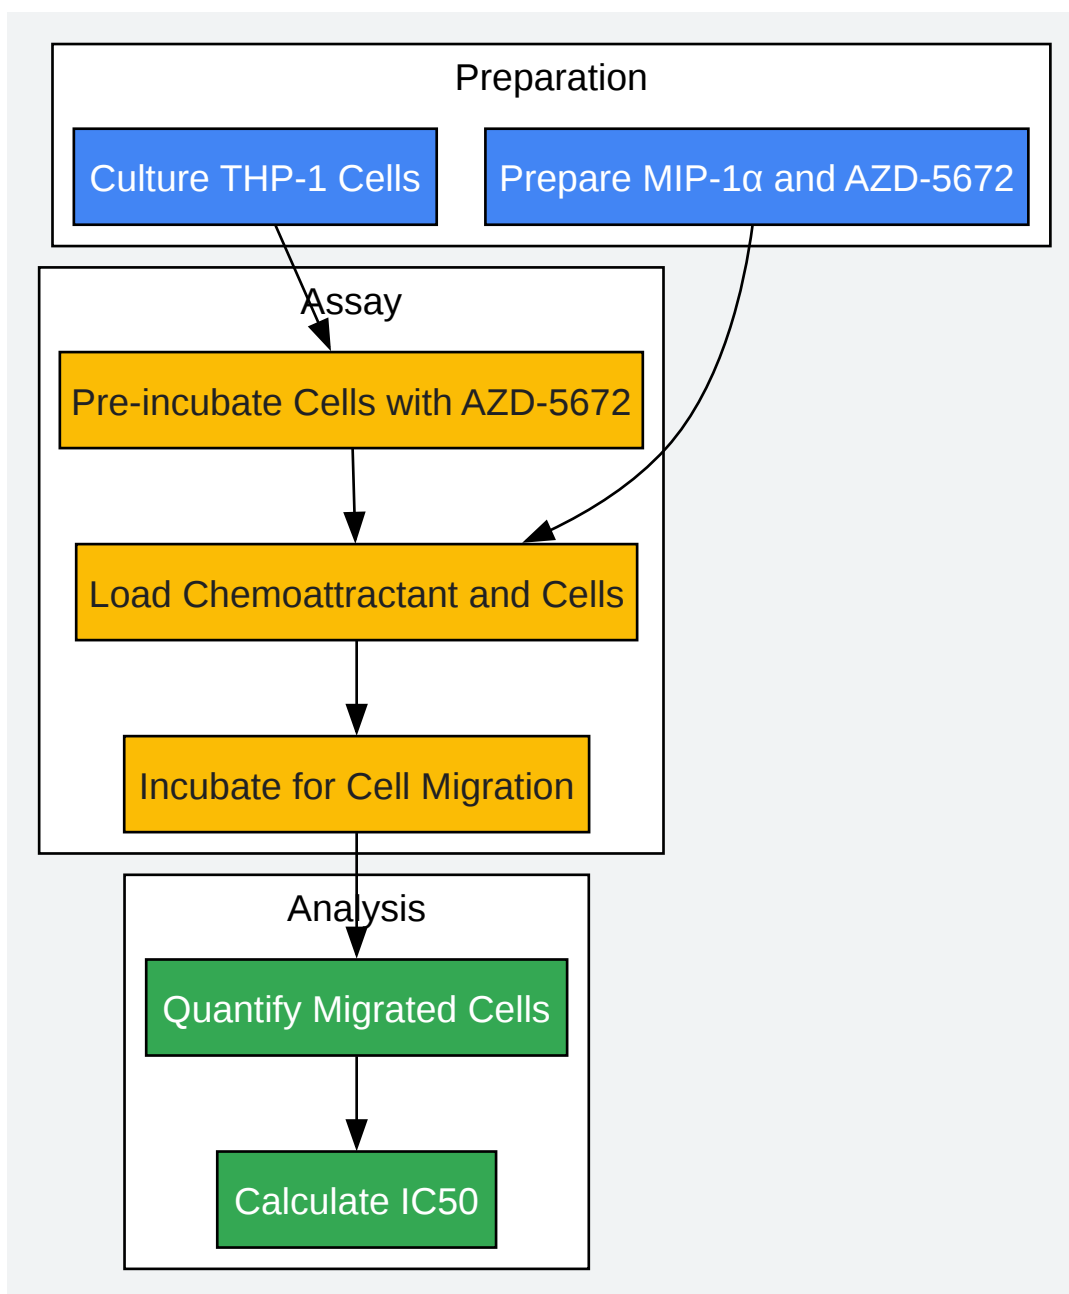 Preparation
Culture THP-1 Cells
Prepare MIP-1α and AZD-5672
Assay
Pre-incubate Cells with AZD-5672
Load Chemoattractant and Cells
Incubate for Cell Migration
Analysis
Quantify Migrated Cells
Calculate IC50